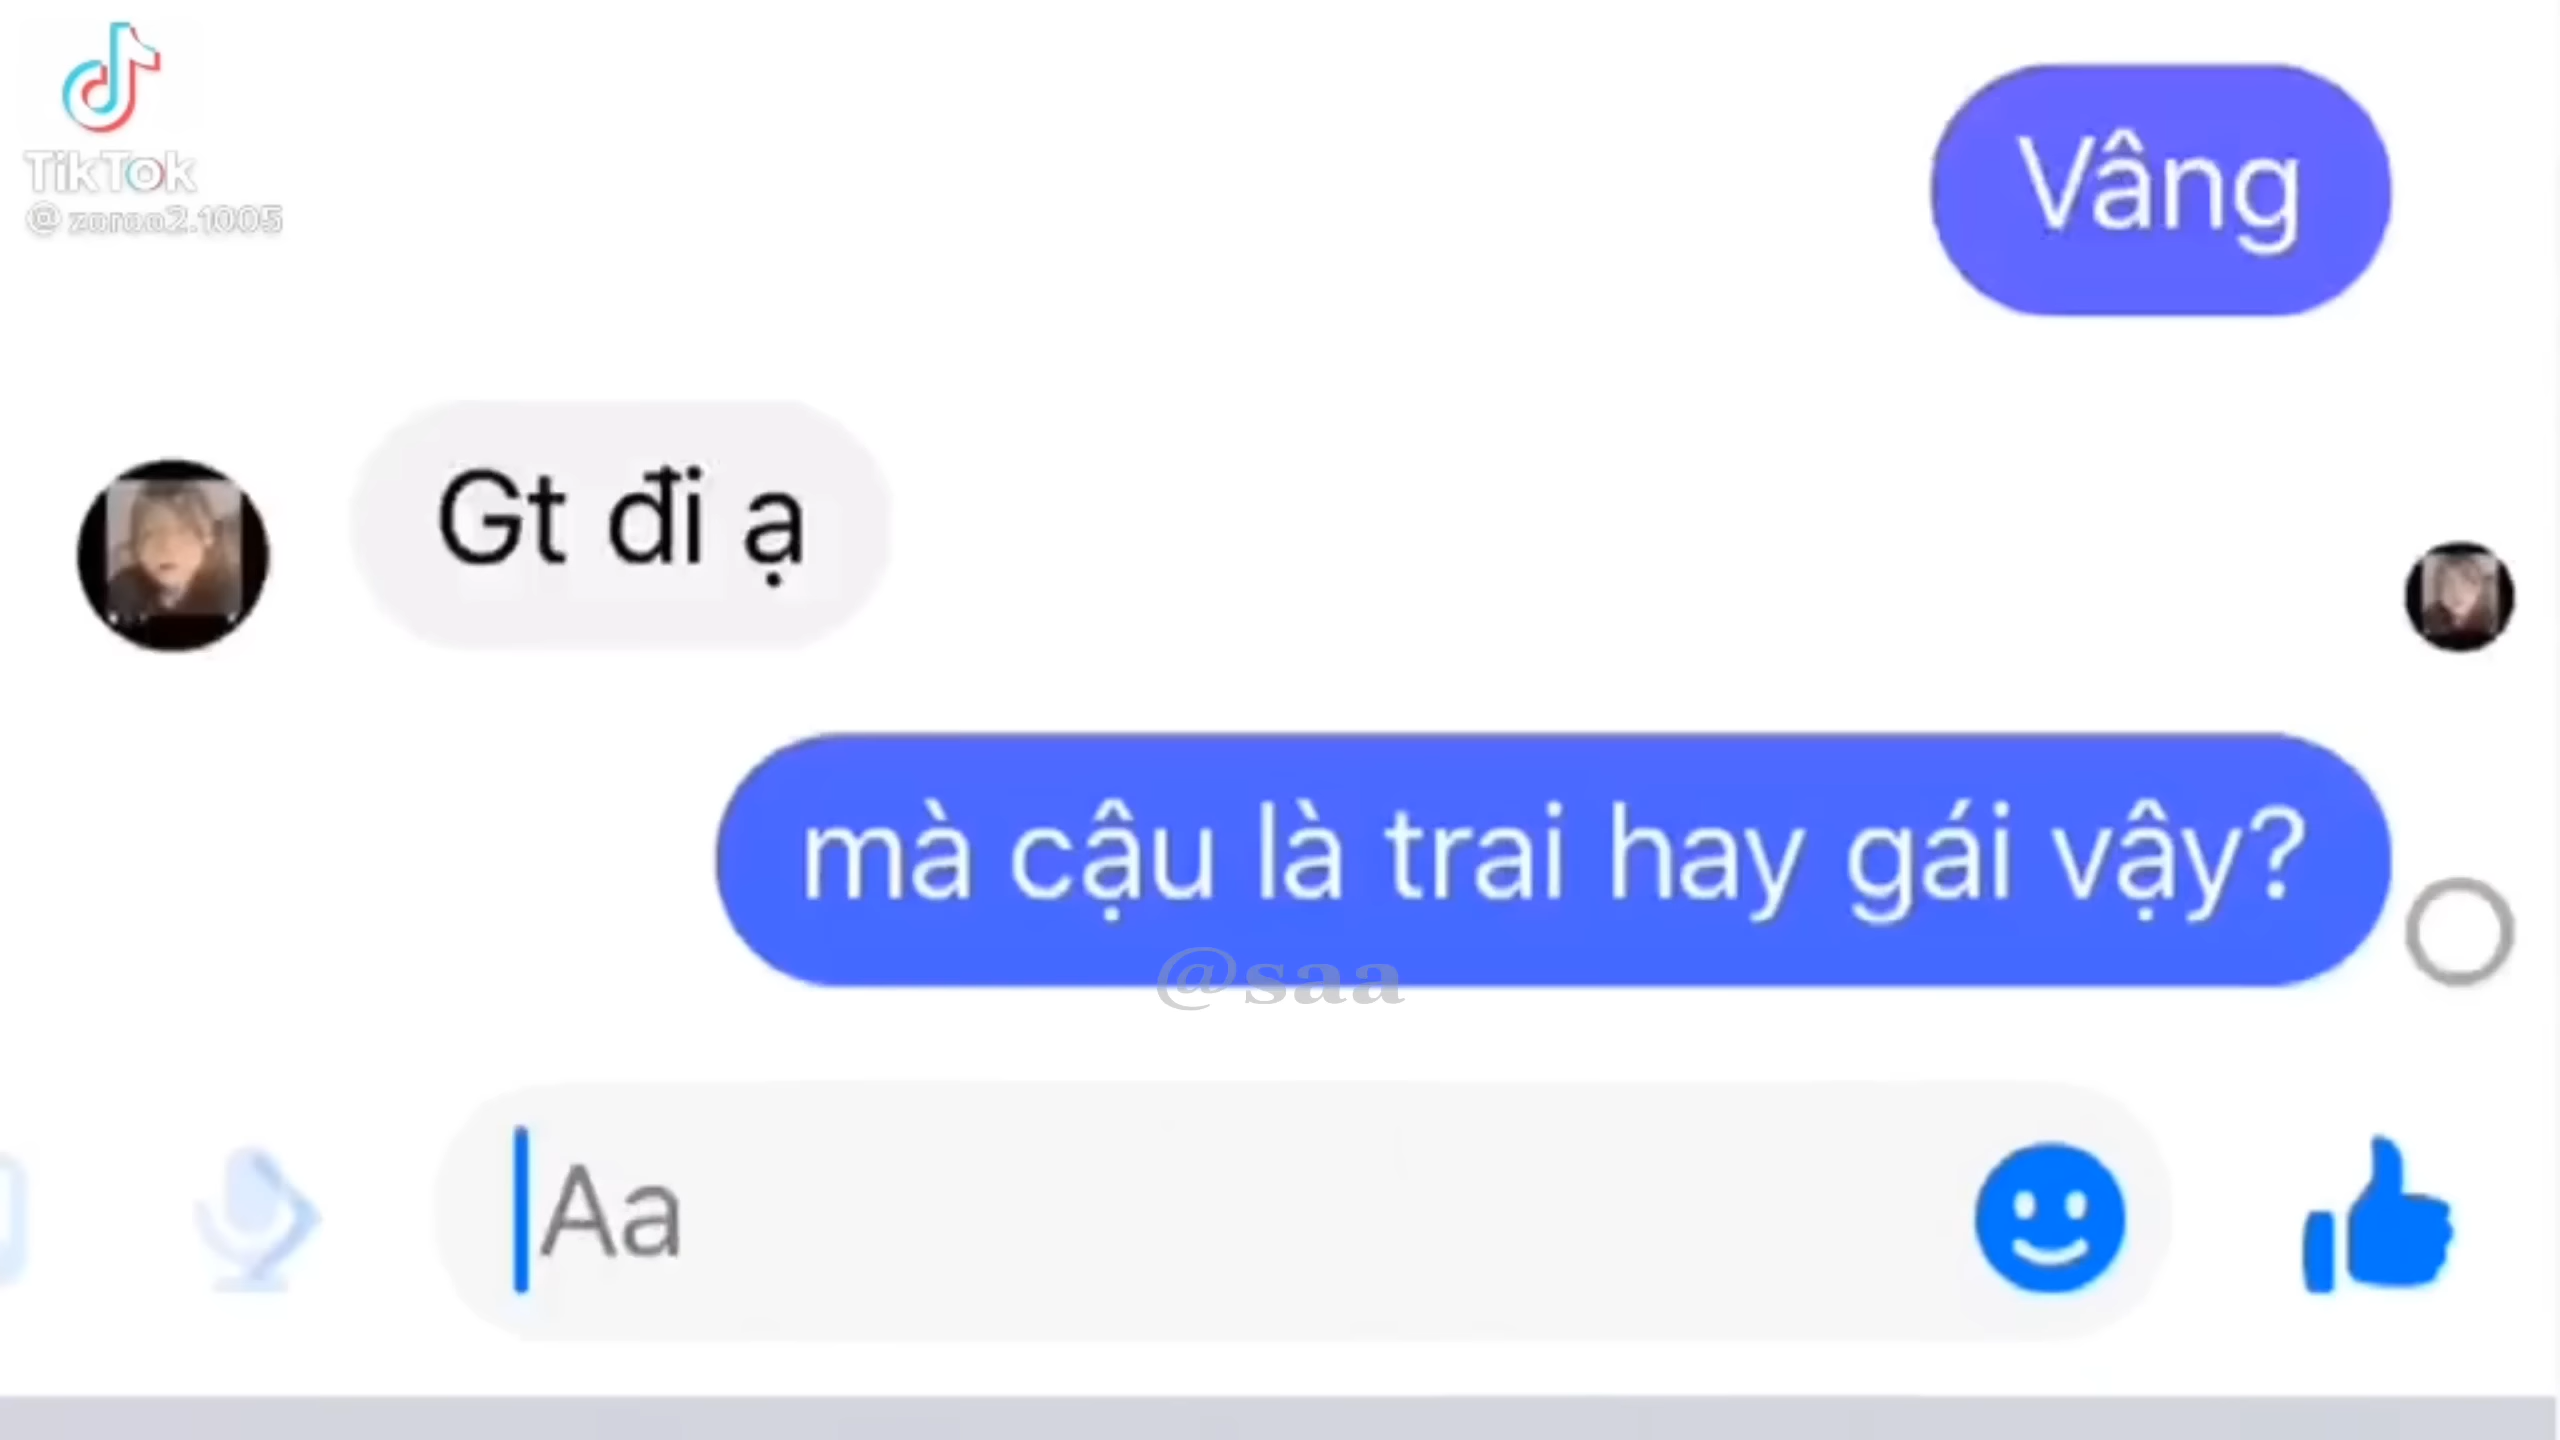 TikTok
Vâng
Gt đi ạ
mà cậu là trai hay gái vậy?
@saa
Aa